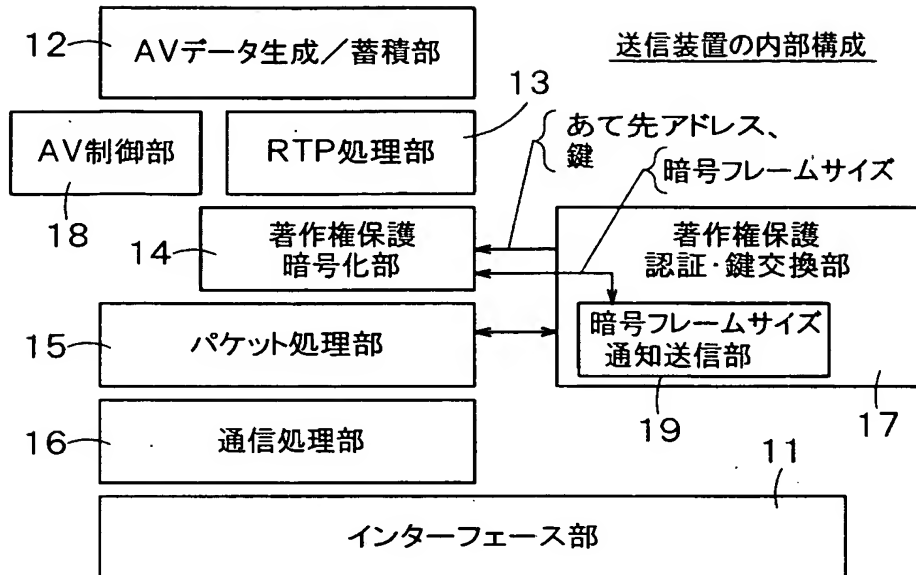 12
AVデータ生成／蓄積部
送信装置の内部構成
13
あて先アドレス、
鍵
AV制御部
RTP処理部
暗号フレームサイズ
18
14
著作権保護
暗号化部
著作権保護
認証・鍵交換部
15
パケット処理部
暗号フレームサイズ
通知送信部
19
17
16
通信処理部
11
インターフェース部